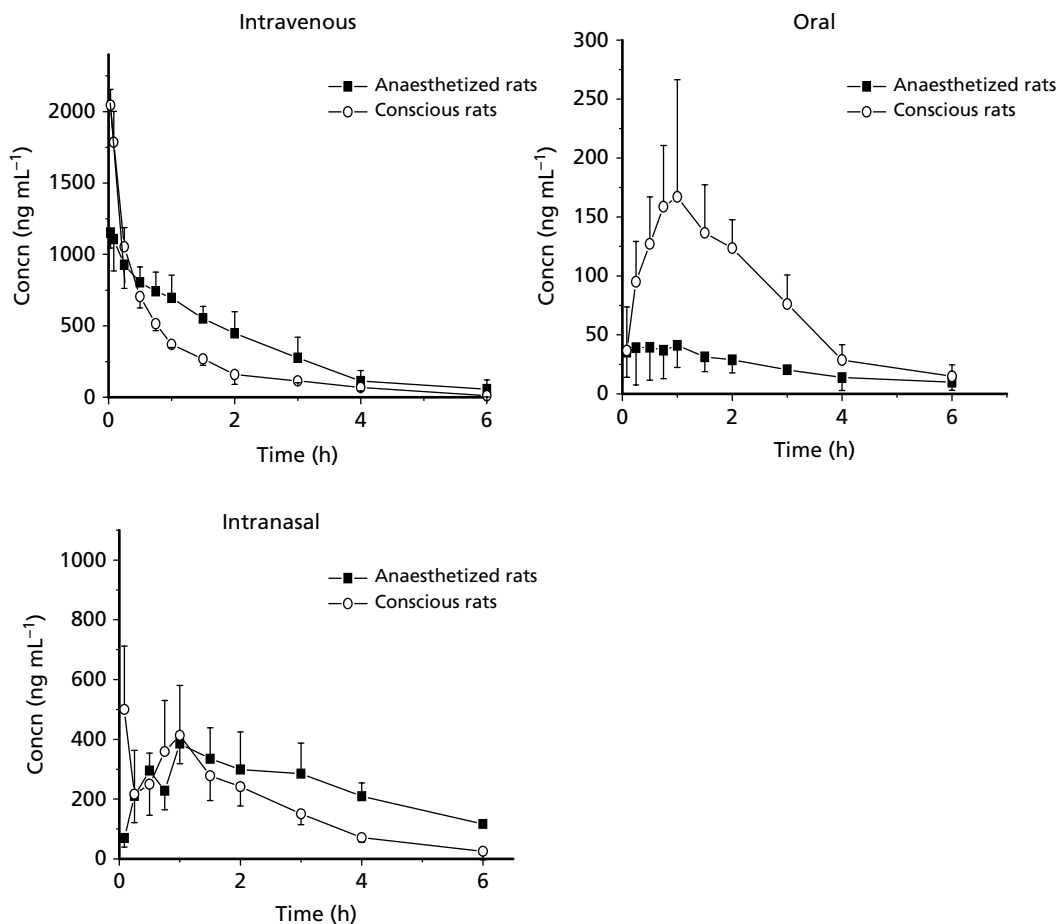 Intravenous
Anaesthetized rats
Conscious rats
2000
1500
1000
500
0
Concn (ng mL⁻¹)
0 2 4 6
Time (h)
Oral
Anaesthetized rats
Conscious rats
300
250
200
150
100
50
0
Concn (ng mL⁻¹)
0 2 4 6
Time (h)
Intranasal
Anaesthetized rats
Conscious rats
1000
800
600
400
200
0
Concn (ng mL⁻¹)
0 2 4 6
Time (h)